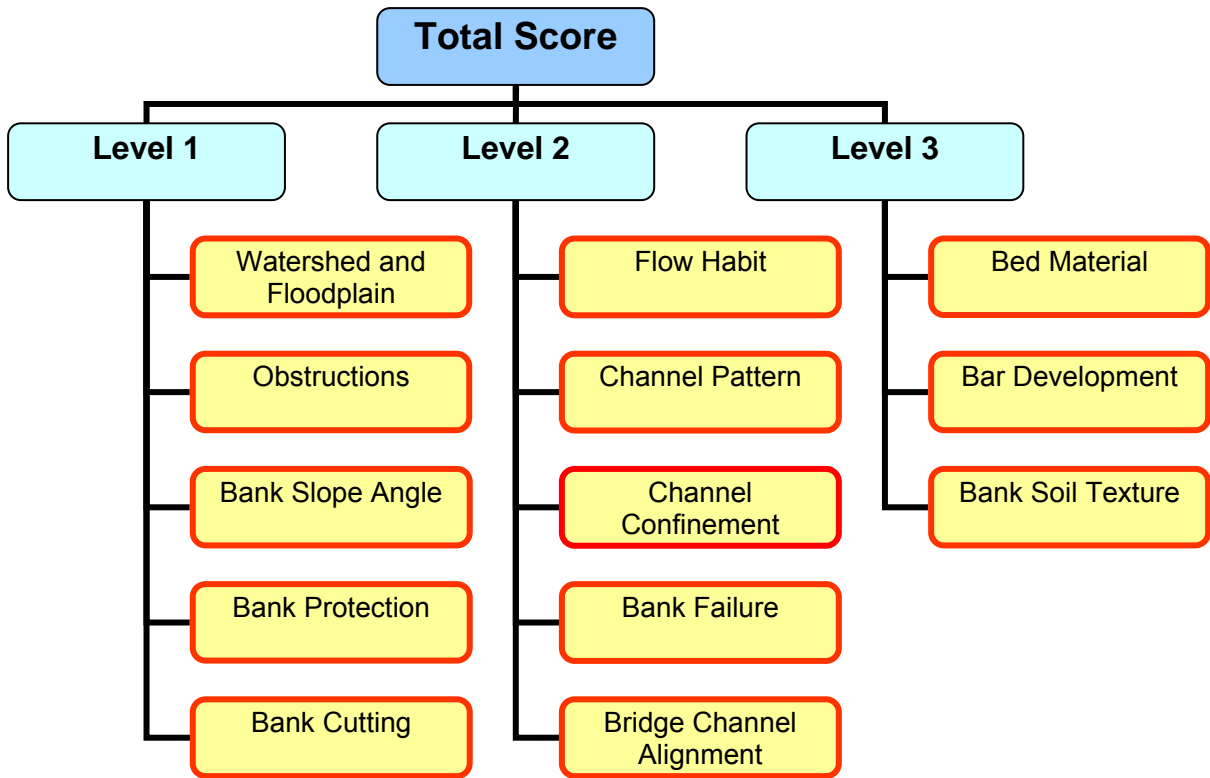 Total Score
Level 1
Level 2
Level 3
Watershed and
Floodplain
Obstructions
Bank Slope Angle
Bank Protection
Bank Cutting
Flow Habit
Channel Pattern
Channel
Confinement
Bank Failure
Bridge Channel
Alignment
Bed Material
Bar Development
Bank Soil Texture